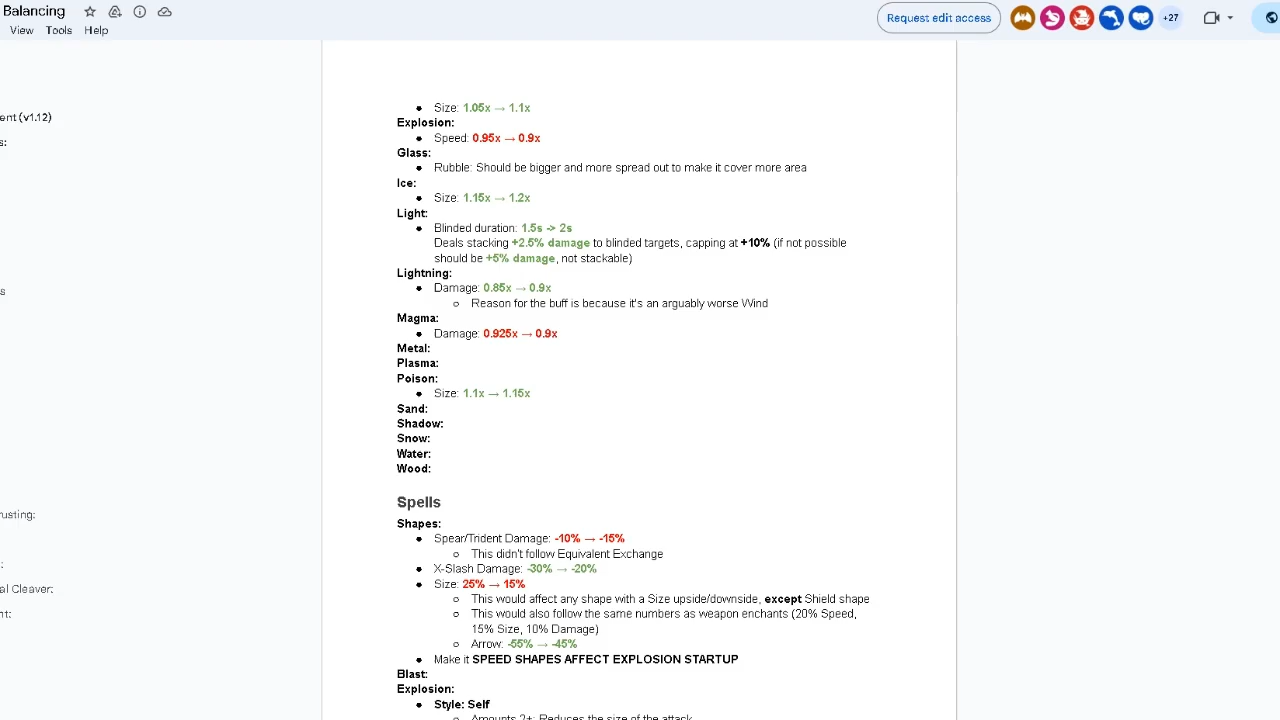 Balancing
Request edit access
+27
View Tools Help
ent (v1.12)
s:
s
rusting:
:
al Cleaver:
nt:
Size: 1.05x → 1.1x
Explosion:
Speed: 0.95x → 0.9x
Glass:
Rubble: Should be bigger and more spread out to make it cover more area
Ice:
Size: 1.15x → 1.2x
Light:
Blinded duration: 1.5s -> 2s
Deals stacking +2.5% damage to blinded targets, capping at +10% (if not possible
should be +5% damage, not stackable)
Lightning:
Damage: 0.85x → 0.9x
Reason for the buff is because it's an arguably worse Wind
Magma:
Damage: 0.925x → 0.9x
Metal:
Plasma:
Poison:
Size: 1.1x → 1.15x
Sand:
Shadow:
Snow:
Water:
Wood:
Spells
Shapes:
Spear/Trident Damage: -10% → -15%
This didn't follow Equivalent Exchange
X-Slash Damage: -30% → -20%
Size: 25% → 15%
This would affect any shape with a Size upside/downside, except Shield shape
This would also follow the same numbers as weapon enchants (20% Speed,
15% Size, 10% Damage)
Arrow: -55% → -45%
Make it SPEED SHAPES AFFECT EXPLOSION STARTUP
Blast:
Explosion:
Style: Self
Amounts 2+: Reduces the size of the attack